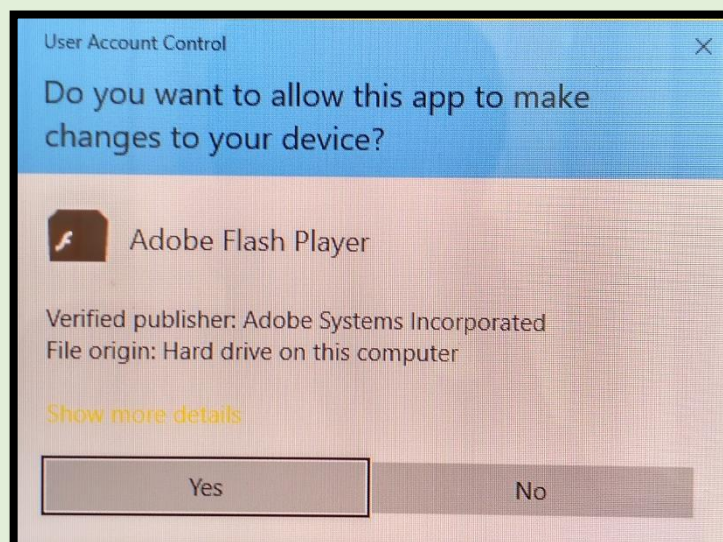 User Account Control
Do you want to allow this app to make
changes to your device?
Adobe Flash Player
Verified publisher: Adobe Systems Incorporated
File origin: Hard drive on this computer
Show more details
Yes
No